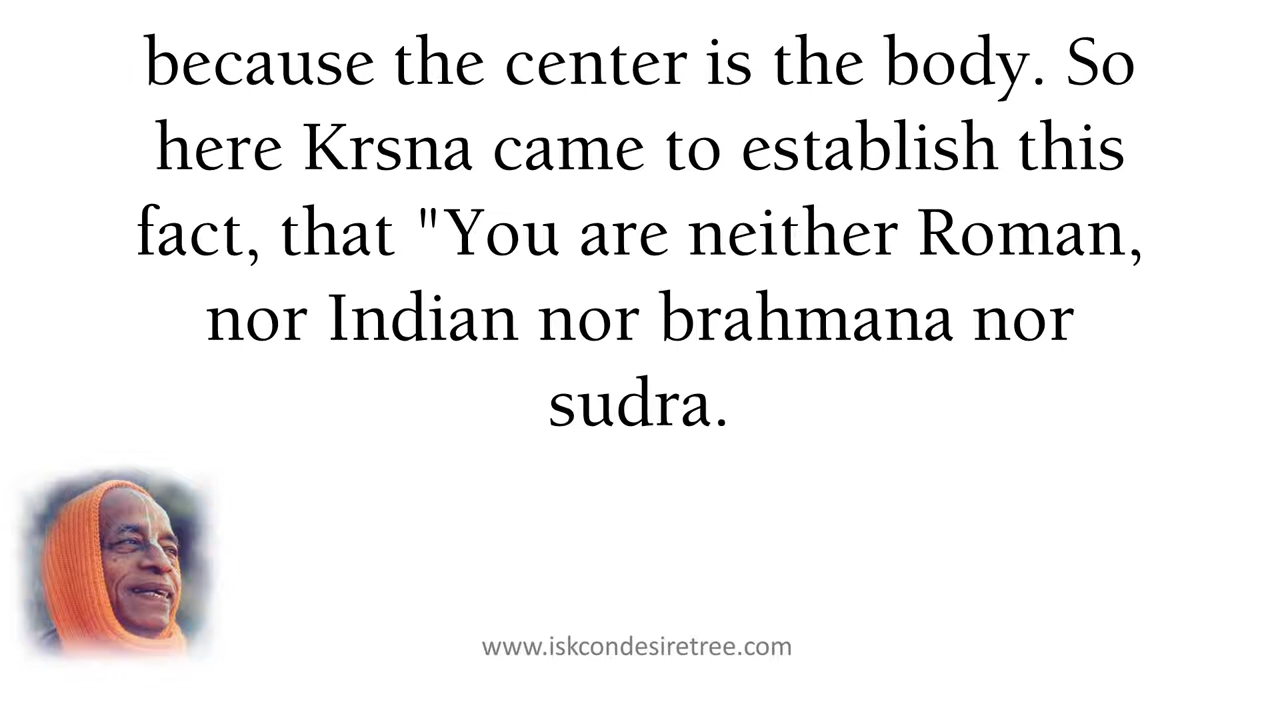 because the center is the body. So
here Krsna came to establish this
fact, that "You are neither Roman,
nor Indian nor brahmana nor
sudra.
www.iskcondesiretree.com